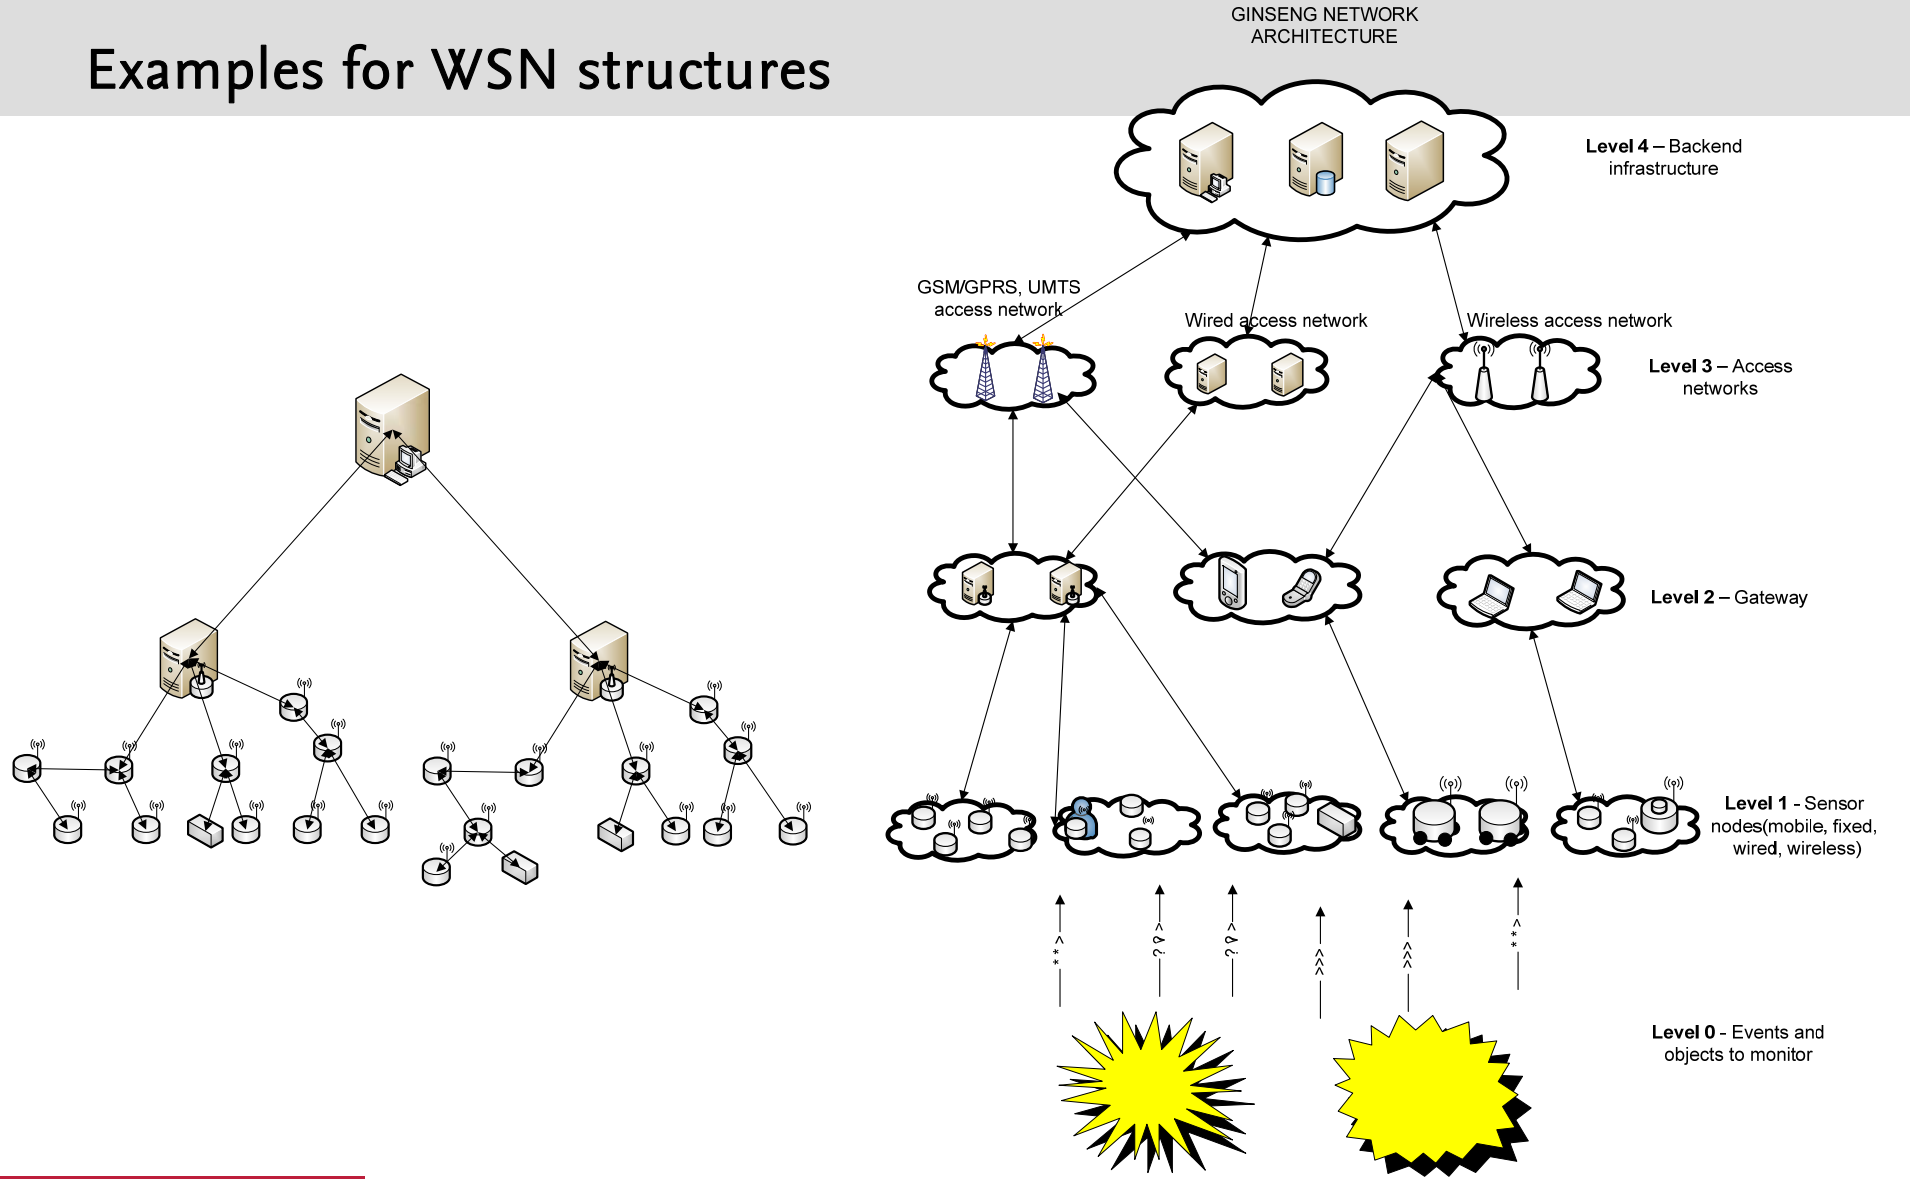 Examples for WSN structures
GINSENG NETWORK
ARCHITECTURE
Level 4 – Backend
infrastructure
GSM/GPRS, UMTS
access network
Wired access network
Wireless access network
Level 3 – Access
networks
Level 2 – Gateway
Level 1 - Sensor
nodes(mobile, fixed,
wired, wireless)
**>
?&>
?&>
>>>
>>>
**>
Level 0 - Events and
objects to monitor